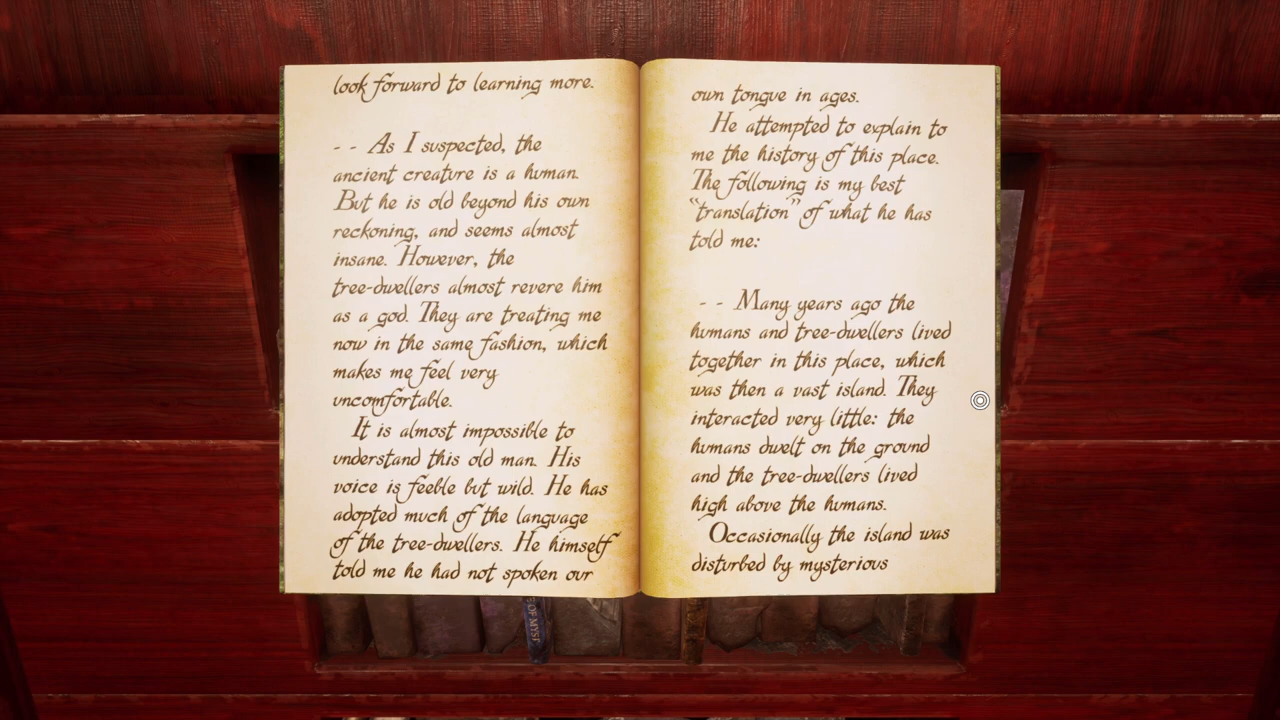 look forward to learning more.
- - As I suspected, the
ancient creature is a human.
But he is old beyond his own
reckoning, and seems almost
insane. However, the
tree-dwellers almost revere him
as a god. They are treating me
now in the same fashion, which
makes me feel very
uncomfortable.
It is almost impossible to
understand this old man. His
voice is feeble but wild. He has
adopted much of the language
of the tree-dwellers. He himself
told me he had not spoken our
own tongue in ages.
He attempted to explain to
me the history of this place.
The following is my best
“translation” of what he has
told me:
- - Many years ago the
humans and tree-dwellers lived
together in this place, which
was then a vast island. They
interacted very little: the
humans dwelt on the ground
and the tree-dwellers lived
high above the humans.
Occasionally the island was
disturbed by mysterious
OF MYST